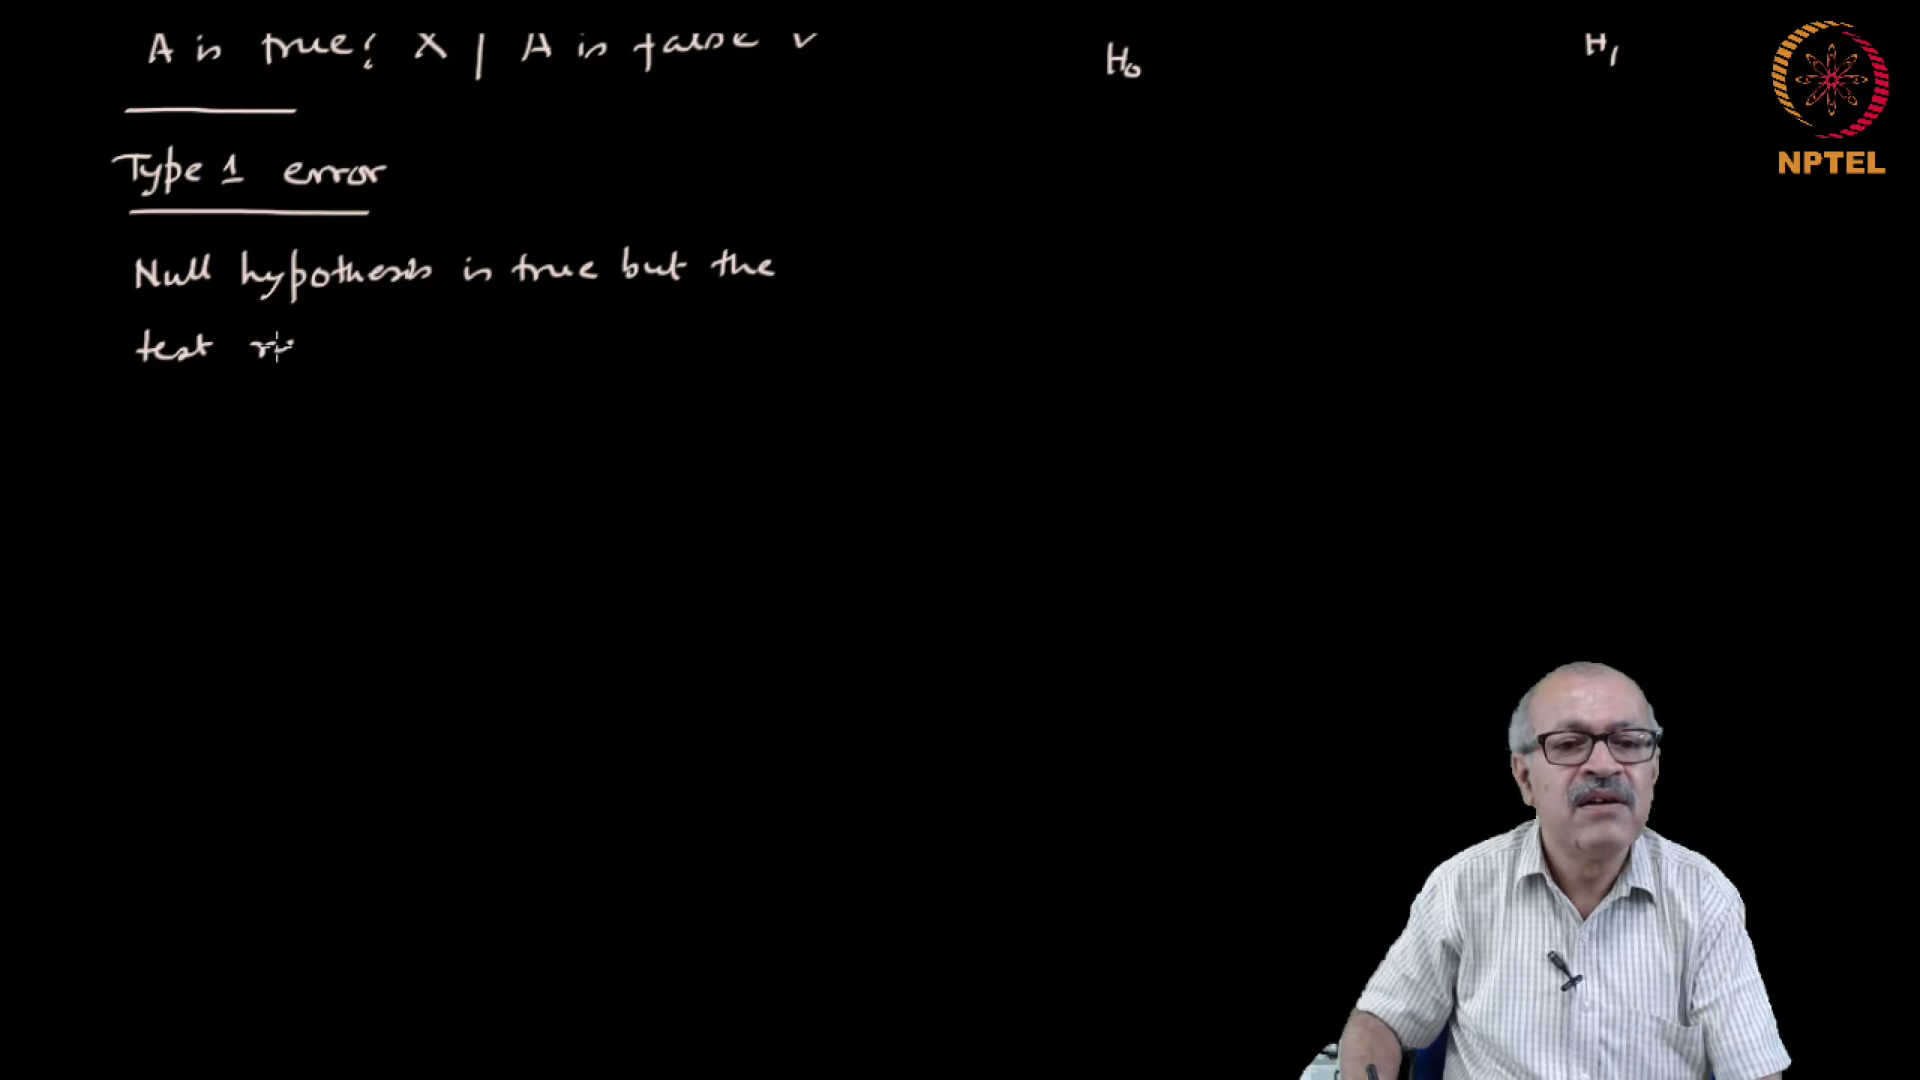 A is true? X | A is false ✓
H₀
H₁
NPTEL
Type 1 error
Null hypothesis is true but the
test